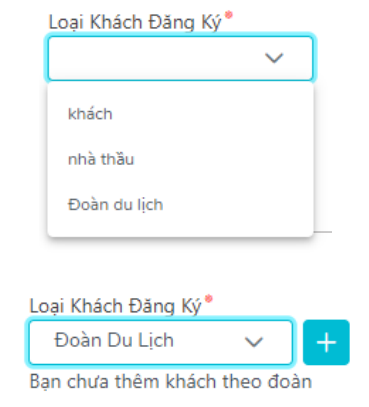 Loại Khách Đăng Ký*
khách
nhà thầu
Đoàn du lịch
Loại Khách Đăng Ký*
Đoàn Du Lịch
Bạn chưa thêm khách theo đoàn